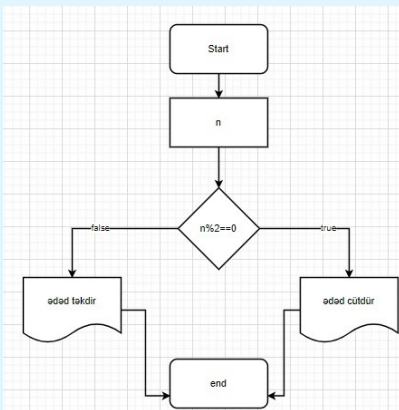 Start
n
n%2==0
false
true
ədəd təkdir
ədəd cütdür
end